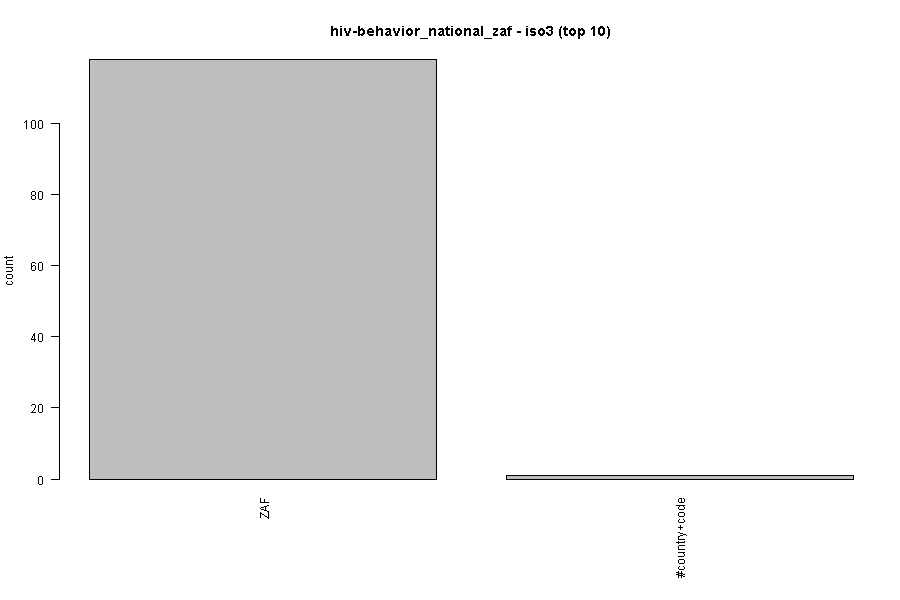 hiv-behavior_national_zaf - iso3 (top 10)
count
100
80
60
40
20
0
ZAF
#country+code